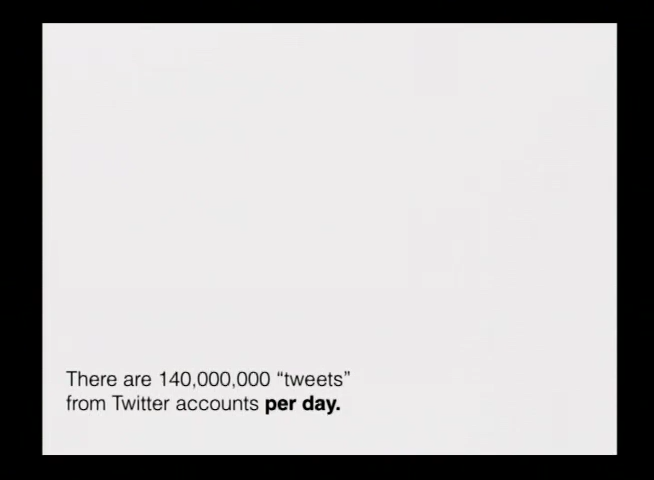 There are 140,000,000 “tweets”
from Twitter accounts per day.